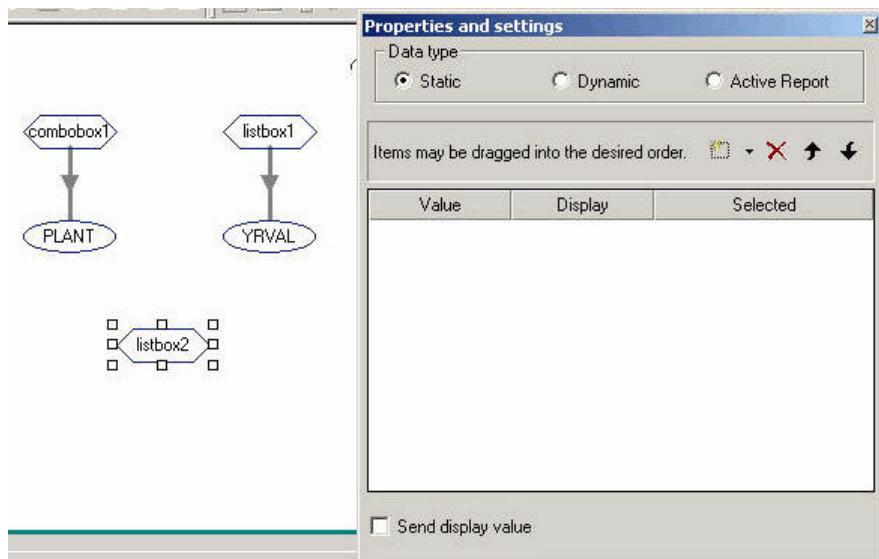 Properties and settings
Data type
Static Dynamic Active Report
Items may be dragged into the desired order.
Value Display Selected
Send display value
combobox1 listbox1
PLANT YRVAL
listbox2